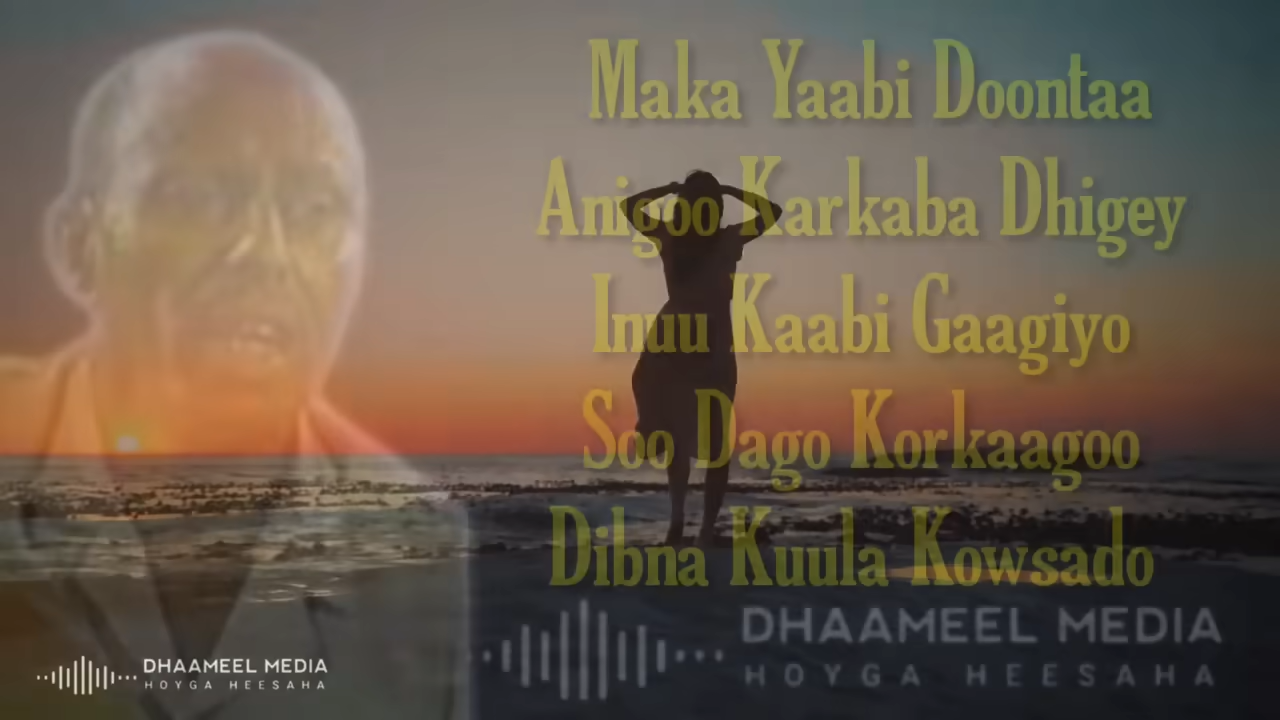 Maka Yaabi Doontaa
Anigoo Karkaba Dhigey
Inuu Kaabi Gaagiyo
Soo Dago Korkaagoo
Dibna Kuula Kowsado
DHAAMEEL MEDIA
HOYGA HEESAHA
DHAAMEEL MEDIA
HOYGA HEESAHA